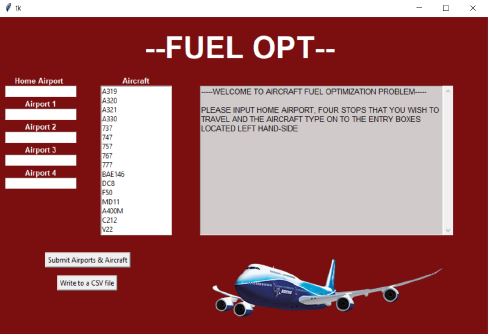 tk
--FUEL OPT--
Home Airport
Airport 1
Airport 2
Airport 3
Airport 4
Aircraft
A319
A320
A321
A330
737
747
757
767
777
BAE146
DC8
F50
MD11
A400M
C212
V22
-----WELCOME TO AIRCRAFT FUEL OPTIMIZATION PROBLEM-----
PLEASE INPUT HOME AIRPORT, FOUR STOPS THAT YOU WISH TO
TRAVEL AND THE AIRCRAFT TYPE ON TO THE ENTRY BOXES
LOCATED LEFT HAND-SIDE
Submit Airports & Aircraft
Write to a CSV file
BOEING